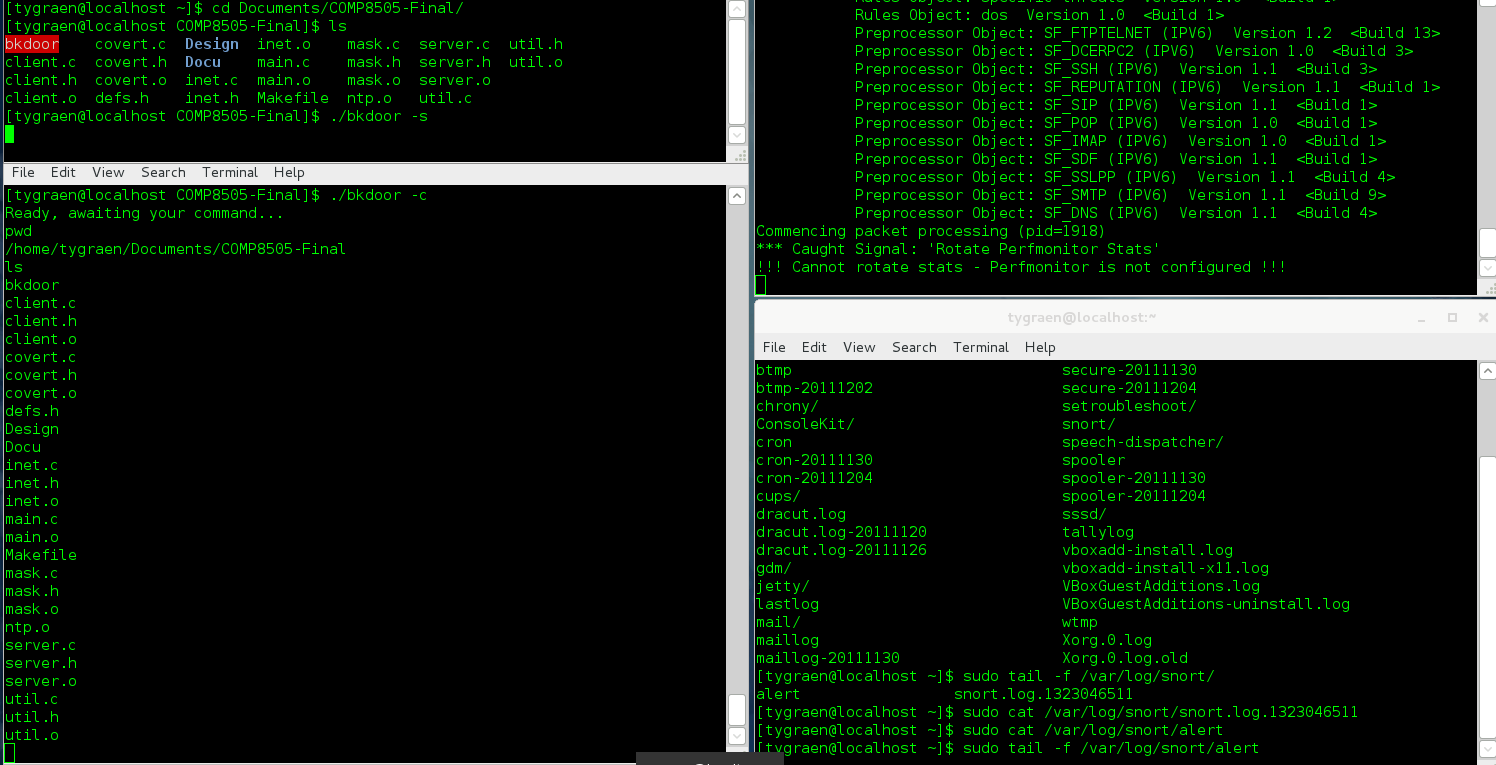 [tygraen@localhost ~]$ cd Documents/COMP8505-Final/
[tygraen@localhost COMP8505-Final]$ ls
bkdoor covert.c Design inet.o mask.c server.c util.h
client.c covert.h Docu main.c mask.h server.h util.o
client.h covert.o inet.c main.o mask.o server.o
client.o defs.h inet.h Makefile ntp.o util.c
[tygraen@localhost COMP8505-Final]$ ./bkdoor -s
File Edit View Search Terminal Help
[tygraen@localhost COMP8505-Final]$ ./bkdoor -c
Ready, awaiting your command...
pwd
/home/tygraen/Documents/COMP8505-Final
ls
bkdoor
client.c
client.h
client.o
covert.c
covert.h
covert.o
defs.h
Design
Docu
inet.c
inet.h
inet.o
main.c
main.o
Makefile
mask.c
mask.h
mask.o
ntp.o
server.c
server.h
server.o
util.c
util.h
util.o
Rules Object: dos Version 1.0 <Build 1>
Preprocessor Object: SF_FTPTELNET (IPV6) Version 1.2 <Build 13>
Preprocessor Object: SF_DCERPC2 (IPV6) Version 1.0 <Build 3>
Preprocessor Object: SF_SSH (IPV6) Version 1.1 <Build 3>
Preprocessor Object: SF_REPUTATION (IPV6) Version 1.1 <Build 1>
Preprocessor Object: SF_SIP (IPV6) Version 1.1 <Build 1>
Preprocessor Object: SF_POP (IPV6) Version 1.0 <Build 1>
Preprocessor Object: SF_IMAP (IPV6) Version 1.0 <Build 1>
Preprocessor Object: SF_SDF (IPV6) Version 1.1 <Build 1>
Preprocessor Object: SF_SSLPP (IPV6) Version 1.1 <Build 4>
Preprocessor Object: SF_SMTP (IPV6) Version 1.1 <Build 9>
Preprocessor Object: SF_DNS (IPV6) Version 1.1 <Build 4>
Commencing packet processing (pid=1918)
*** Caught Signal: 'Rotate Perfmonitor Stats'
!!! Cannot rotate stats - Perfmonitor is not configured !!!
tygraen@localhost:~
File Edit View Search Terminal Help
btmp secure-20111130
btmp-20111202 secure-20111204
chrony/ setroubleshoot/
ConsoleKit/ snort/
cron speech-dispatcher/
cron-20111130 spooler
cron-20111204 spooler-20111130
cups/ spooler-20111204
dracut.log sssd/
dracut.log-20111120 tallylog
dracut.log-20111126 vboxadd-install.log
gdm/ vboxadd-install-x11.log
jetty/ VBoxGuestAdditions.log
lastlog VBoxGuestAdditions-uninstall.log
mail/ wtmp
maillog Xorg.0.log
maillog-20111130 Xorg.0.log.old
[tygraen@localhost ~]$ sudo tail -f /var/log/snort/
alert snort.log.1323046511
[tygraen@localhost ~]$ sudo cat /var/log/snort/snort.log.1323046511
[tygraen@localhost ~]$ sudo cat /var/log/snort/alert
[tygraen@localhost ~]$ sudo tail -f /var/log/snort/alert